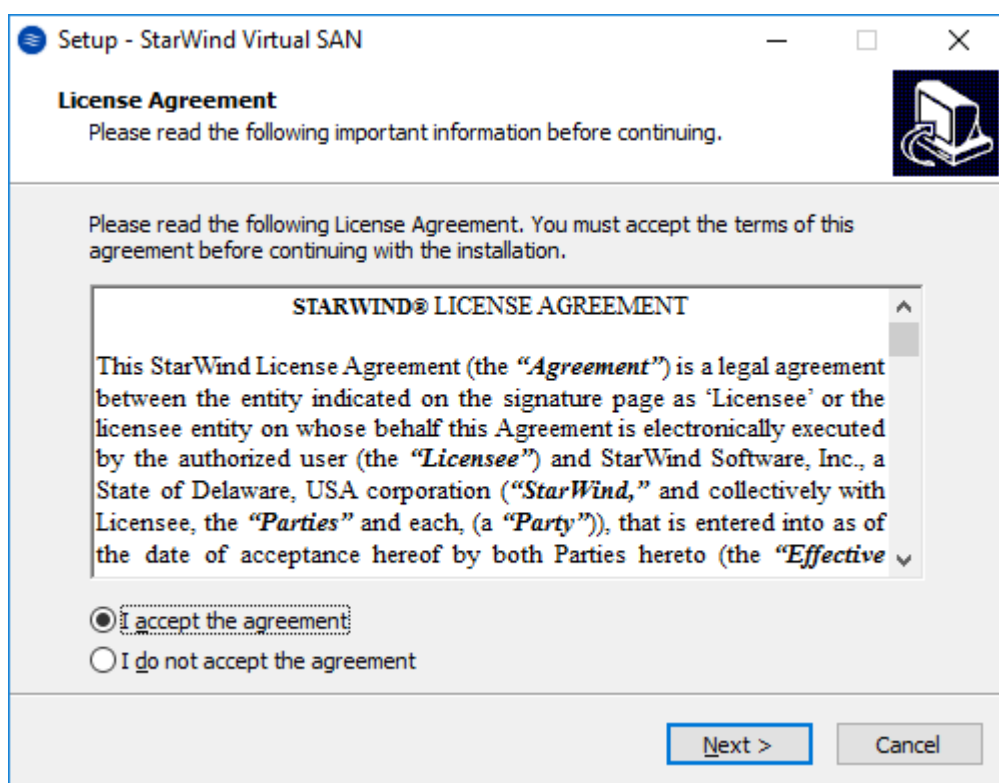 Setup - StarWind Virtual SAN
License Agreement
Please read the following important information before continuing.
Please read the following License Agreement. You must accept the terms of this
agreement before continuing with the installation.
STARWIND® LICENSE AGREEMENT
This StarWind License Agreement (the “Agreement”) is a legal agreement
between the entity indicated on the signature page as ‘Licensee’ or the
licensee entity on whose behalf this Agreement is electronically executed
by the authorized user (the “Licensee”) and StarWind Software, Inc., a
State of Delaware, USA corporation (“StarWind,” and collectively with
Licensee, the “Parties” and each, (a “Party”)), that is entered into as of
the date of acceptance hereof by both Parties hereto (the “Effective
I accept the agreement
I do not accept the agreement
Next >
Cancel